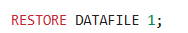 RESTORE DATAFILE 1;